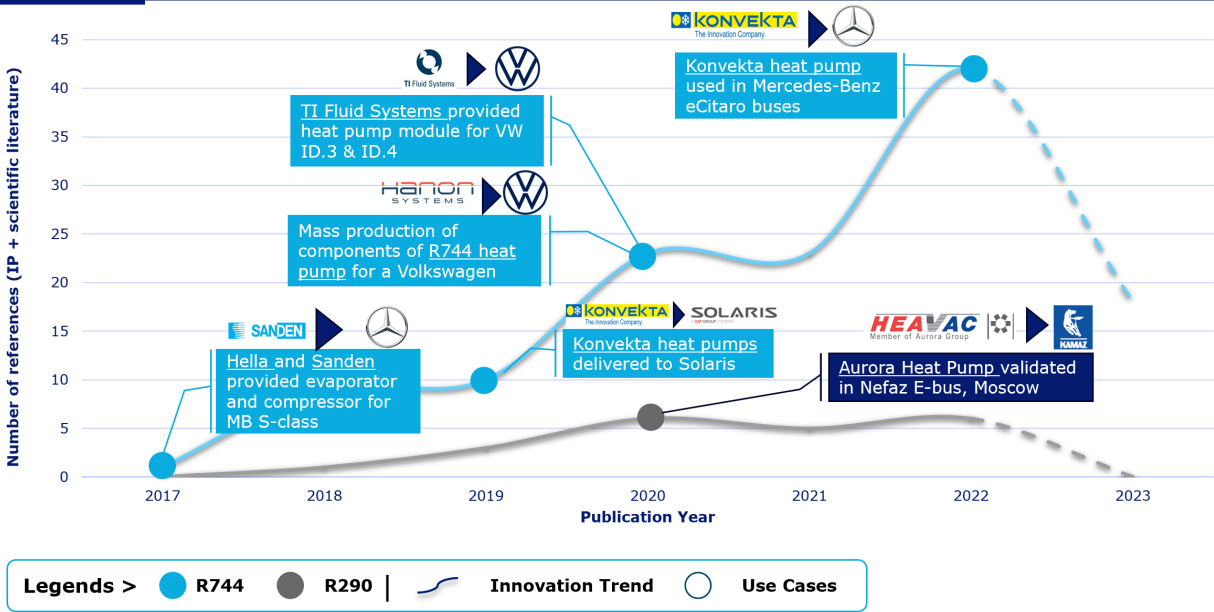 KONVEKTA
The Innovation Company.
45
TI Fluid Systems
Konvekta heat pump
used in Mercedes-Benz
eCitaro buses
40
TI Fluid Systems provided
heat pump module for VW
ID.3 & ID.4
35
30
Hanon
SYSTEMS
25
Mass production of
components of R744 heat
pump for a Volkswagen
20
KONVEKTA
The Innovation Company.
SOLARIS
HEAVAC
Member of Aurora Group
KAMAZ
15
SANDEN
Hella and Sanden
provided evaporator
and compressor for
MB S-class
Konvekta heat pumps
delivered to Solaris
Aurora Heat Pump validated
in Nefaz E-bus, Moscow
10
5
0
Number of references (IP + scientific literature)
2017 2018 2019 2020 2021 2022 2023
Publication Year
Legends > R744 R290 | Innovation Trend Use Cases